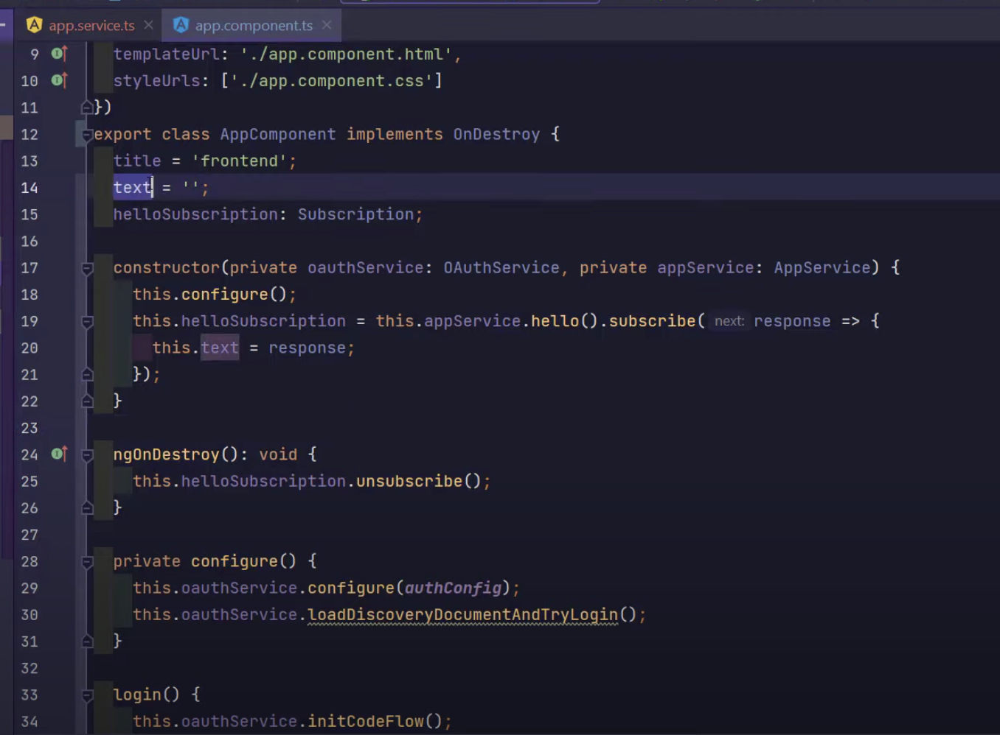 app.service.ts
app.component.ts
9 templateUrl: './app.component.html',
10 styleUrls: ['./app.component.css']
11 })
12 export class AppComponent implements OnDestroy {
13 title = 'frontend';
14 text = '';
15 helloSubscription: Subscription;
16
17 constructor(private oauthService: OAuthService, private appService: AppService) {
18 this.configure();
19 this.helloSubscription = this.appService.hello().subscribe( next: response => {
20 this.text = response;
21 });
22 }
23
24 ngOnDestroy(): void {
25 this.helloSubscription.unsubscribe();
26 }
27
28 private configure() {
29 this.oauthService.configure(authConfig);
30 this.oauthService.loadDiscoveryDocumentAndTryLogin();
31 }
32
33 login() {
34 this.oauthService.initCodeFlow();